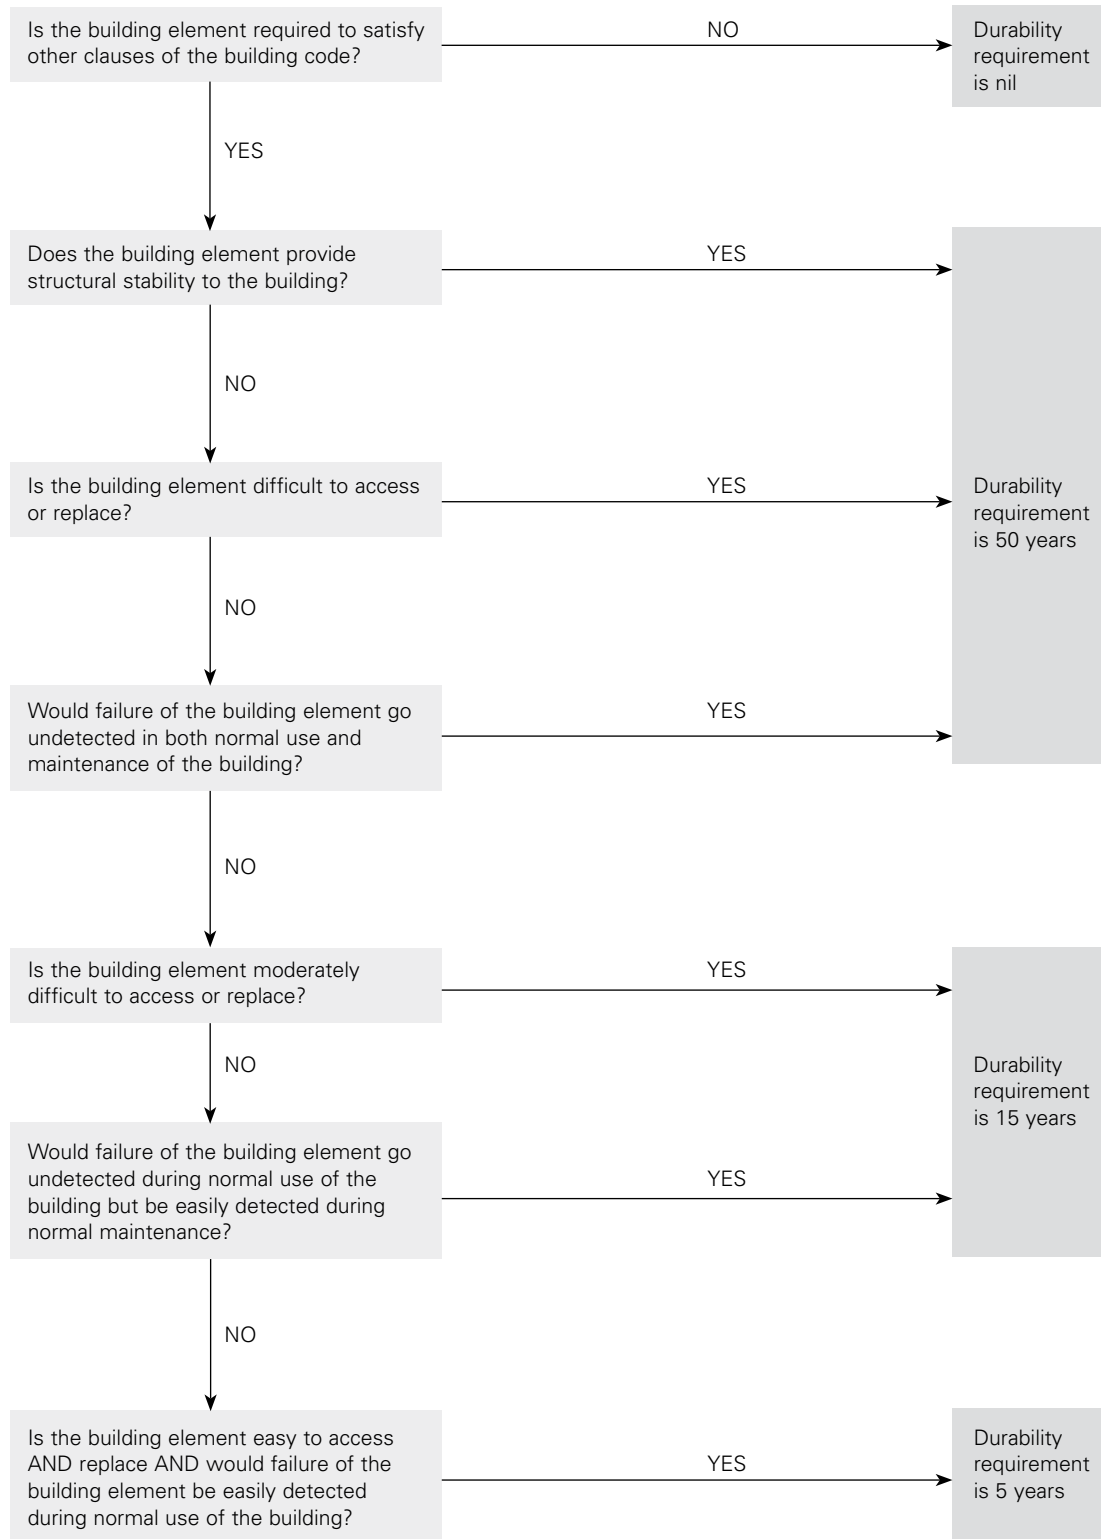 Is the building element required to satisfy
other clauses of the building code?
NO
Durability
requirement
is nil
YES
Does the building element provide
structural stability to the building?
YES
NO
Is the building element difficult to access
or replace?
YES
Durability
requirement
is 50 years
NO
Would failure of the building element go
undetected in both normal use and
maintenance of the building?
YES
NO
Is the building element moderately
difficult to access or replace?
YES
NO
Durability
requirement
is 15 years
Would failure of the building element go
undetected during normal use of the
building but be easily detected during
normal maintenance?
YES
NO
Is the building element easy to access
AND replace AND would failure of the
building element be easily detected
during normal use of the building?
YES
Durability
requirement
is 5 years